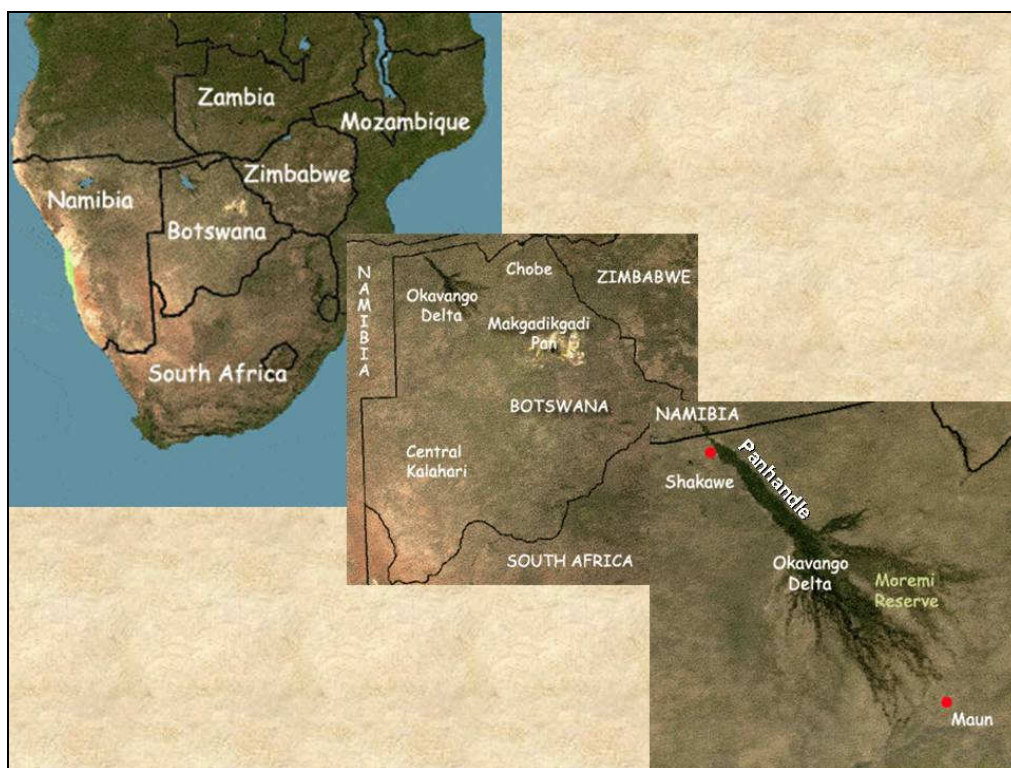 Zambia
Mozambique
Zimbabwe
Namibia
Botswana
South Africa
NAMIBIA
Chobe
ZIMBABWE
Okavango
Delta
Makgadikgadi
Pan
BOTSWANA
Central
Kalahari
SOUTH AFRICA
NAMIBIA
Panhandle
Shakawe
Okavango
Delta
Moremi
Reserve
Maun